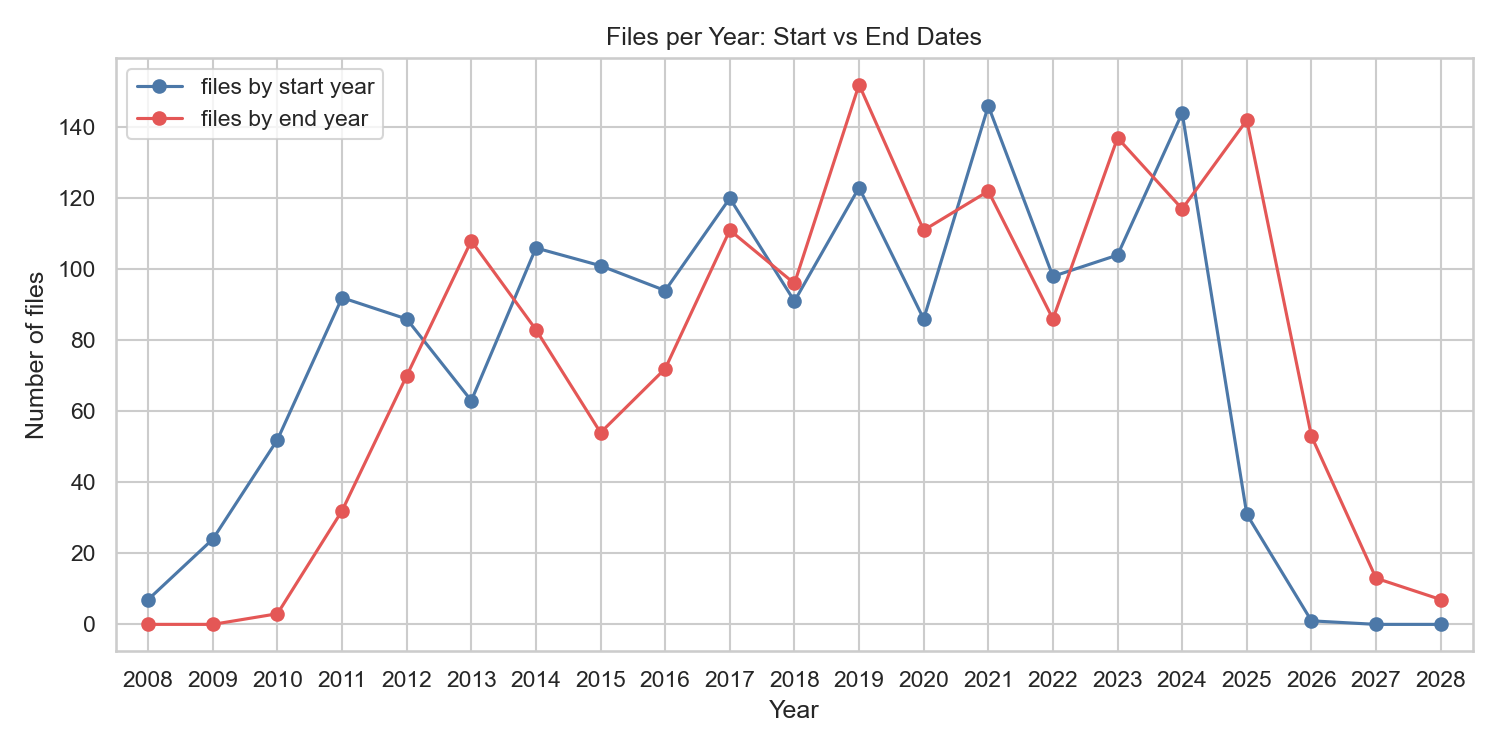 Files per Year: Start vs End Dates
files by start year
files by end year
Number of files
140
120
100
80
60
40
20
0
2008 2009 2010 2011 2012 2013 2014 2015 2016 2017 2018 2019 2020 2021 2022 2023 2024 2025 2026 2027 2028
Year